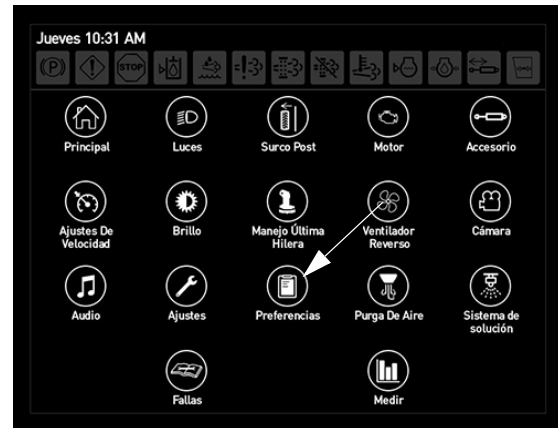 Jueves 10:31 AM
(P) STOP
Principal Luces Surco Post Motor Accesorio
Ajustes De Velocidad Brillo Manejo Última Hilera Ventilador Reverso Cámara
Audio Ajustes Preferencias Purga De Aire Sistema de solución
Fallas Medir